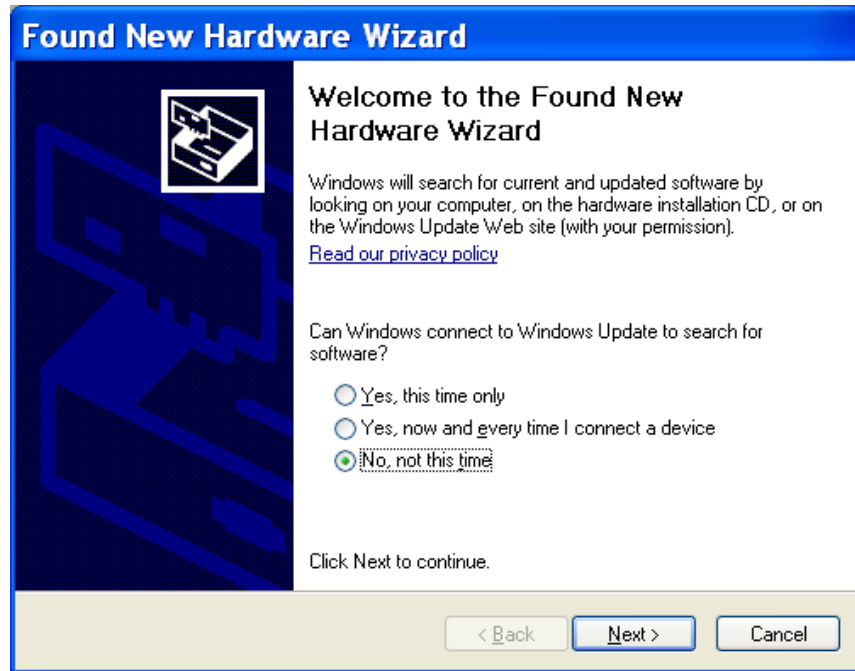 Found New Hardware Wizard
Welcome to the Found New
Hardware Wizard
Windows will search for current and updated software by
looking on your computer, on the hardware installation CD, or on
the Windows Update Web site (with your permission).
Read our privacy policy
Can Windows connect to Windows Update to search for
software?
Yes, this time only
Yes, now and every time I connect a device
No, not this time
Click Next to continue.
< Back
Next >
Cancel